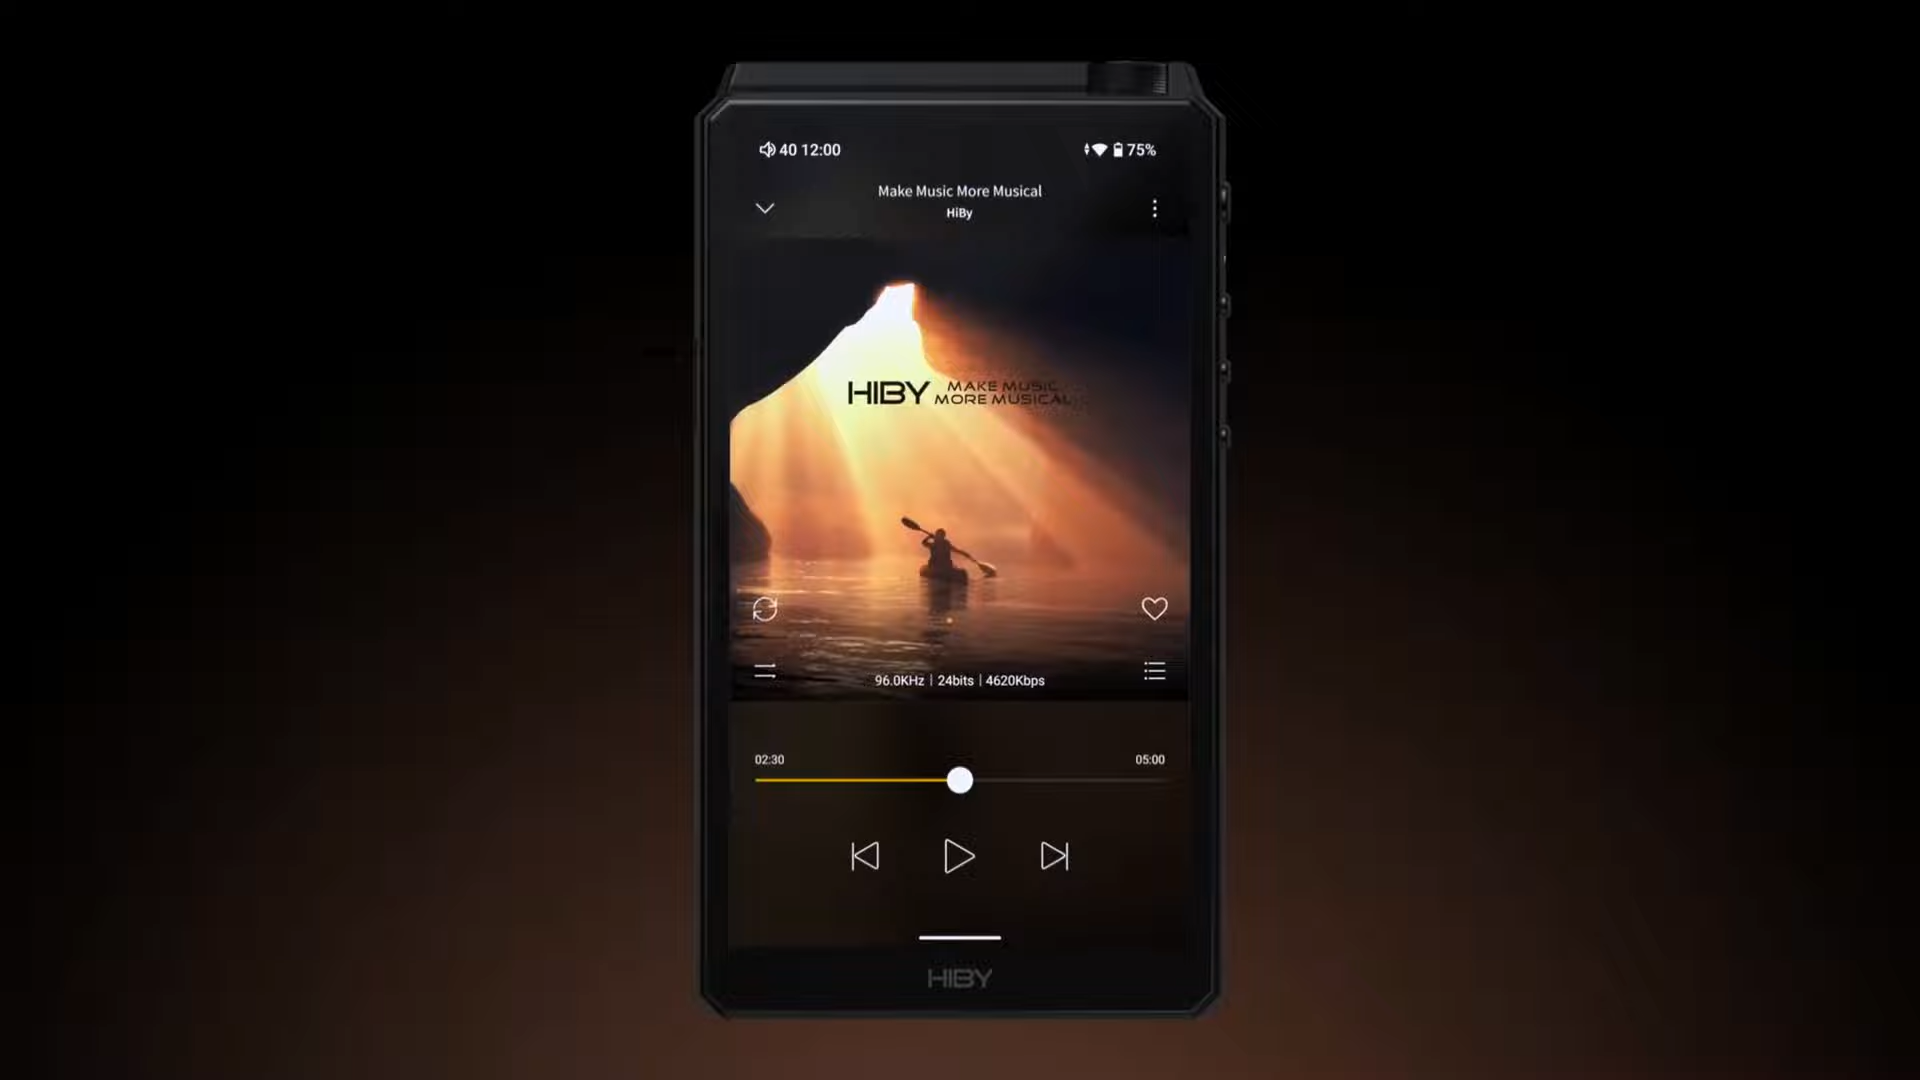 40 12:00
75%
Make Music More Musical
HiBy
HIBY MAKE MUSIC
MORE MUSICAL
96.0KHz | 24bits | 4620Kbps
02:30
05:00
HIBY